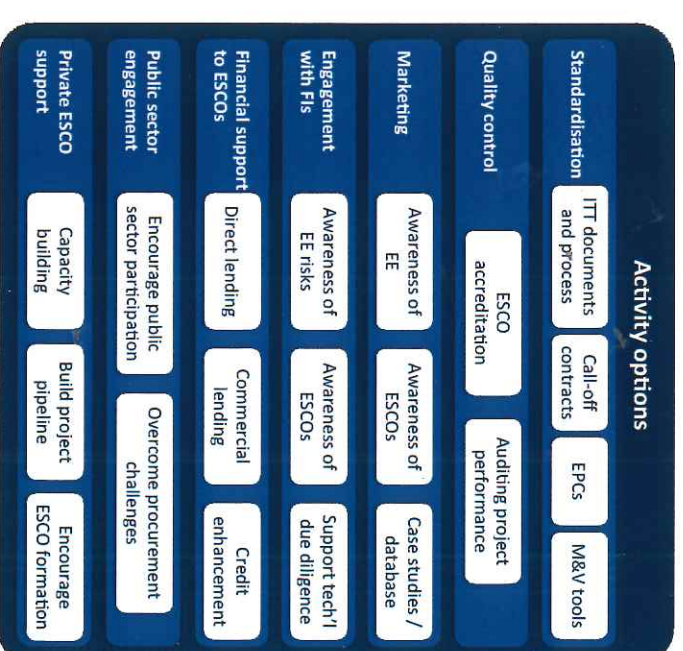 Activity options
Standardisation
ITT documents
and process
Call-off
contracts
EPCs
M&V tools
Quality control
ESCO
accreditation
Auditing project
performance
Marketing
Awareness of
EE
Awareness of
ESCOs
Case studies /
database
Engagement
with FIs
Awareness of
EE risks
Awareness of
ESCOs
Support tech'l
due diligence
Financial support
to ESCOs
Direct lending
Commercial
lending
Credit
enhancement
Public sector
engagement
Encourage public
sector participation
Overcome procurement
challenges
Private ESCO
support
Capacity
building
Build project
pipeline
Encourage
ESCO formation